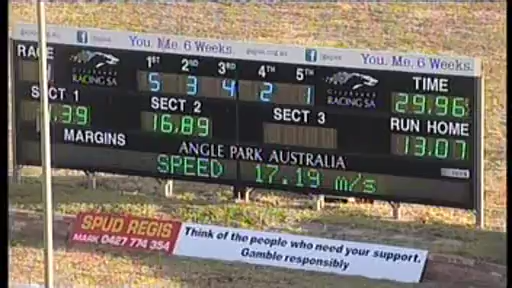 You. Me. 6 Weeks. You. Me. 6 Weeks.
RACE 1ST 2ND 3RD 4TH 5TH TIME
GREYHOUND RACING SA 5 3 4 2 1 GREYHOUND RACING SA 29.96
SECT 1 SECT 2 SECT 3 RUN HOME
.39 16.89 13.07
MARGINS ANGLE PARK AUSTRALIA
SPEED 17.19 m/s
SPUD REGIS
MARK 0427 774 354
Think of the people who need your support.
Gamble responsibly